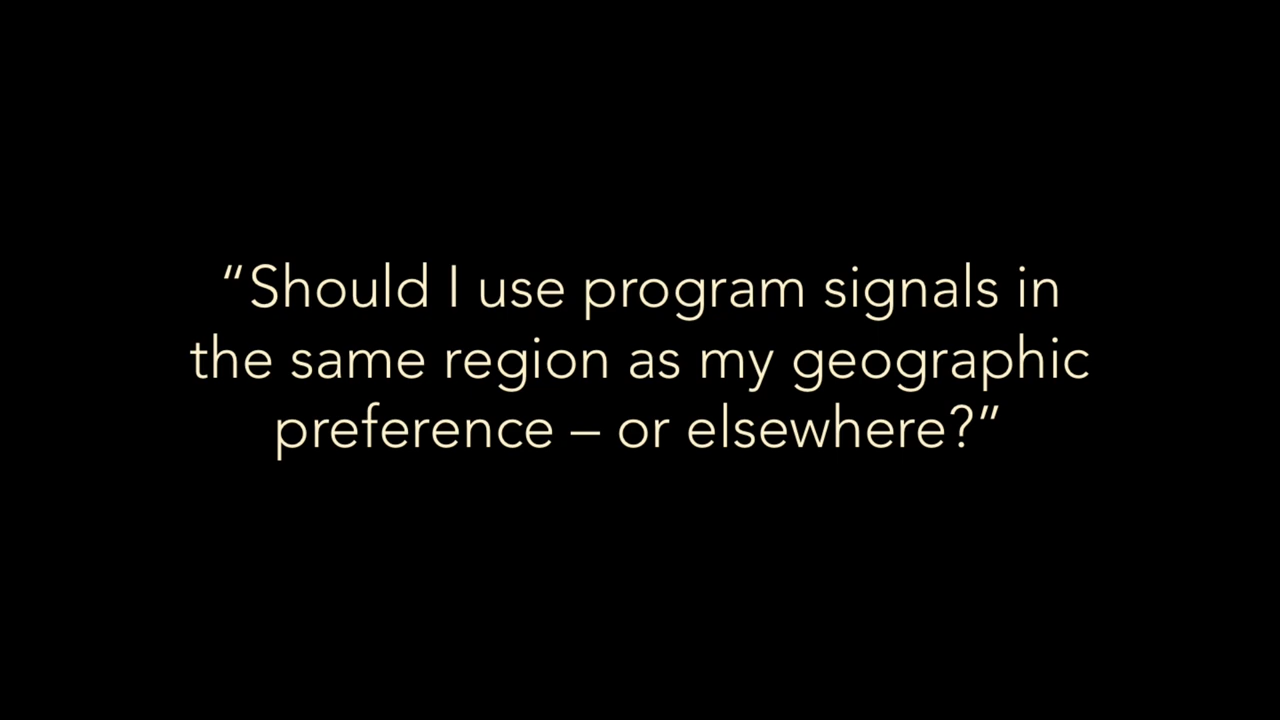 “Should I use program signals in
the same region as my geographic
preference – or elsewhere?”